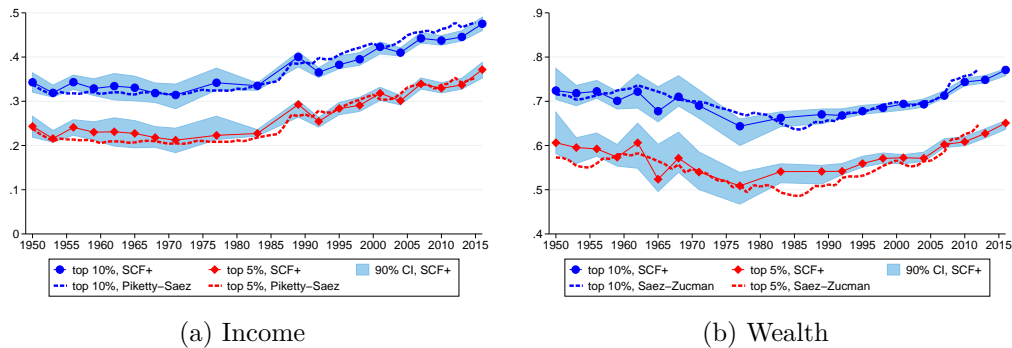 .5
.4
.3
.2
.1
0
1950 1955 1960 1965 1970 1975 1980 1985 1990 1995 2000 2005 2010 2015
top 10%, SCF+ top 5%, SCF+ 90% CI, SCF+
top 10%, Piketty−Saez top 5%, Piketty−Saez
(a) Income
.9
.8
.7
.6
.5
.4
1950 1955 1960 1965 1970 1975 1980 1985 1990 1995 2000 2005 2010 2015
top 10%, SCF+ top 5%, SCF+ 90% CI, SCF+
top 10%, Saez−Zucman top 5%, Saez−Zucman
(b) Wealth